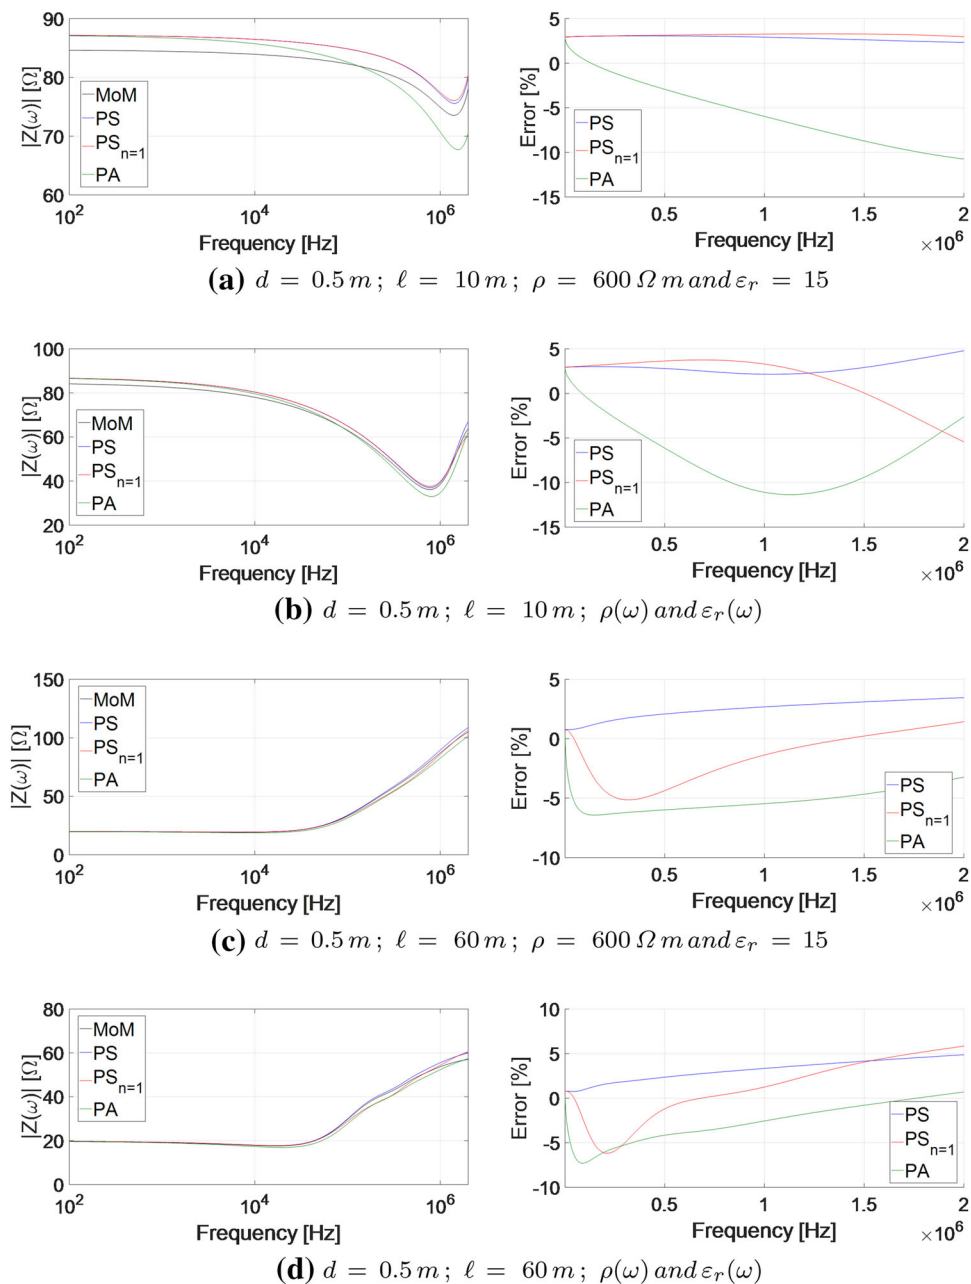 90
80
70
60
|Z(ω)| [Ω]
MoM
PS
PS_{n=1}
PA
10^2
10^4
10^6
Frequency [Hz]
5
0
-5
-10
-15
Error [%]
PS
PS_{n=1}
PA
0.5
1
1.5
2
×10^6
Frequency [Hz]
(a) d = 0.5 m ; ℓ = 10 m ; ρ = 600 Ω m and ε_r = 15
100
80
60
40
20
|Z(ω)| [Ω]
MoM
PS
PS_{n=1}
PA
10^2
10^4
10^6
Frequency [Hz]
5
0
-5
-10
-15
Error [%]
PS
PS_{n=1}
PA
0.5
1
1.5
2
×10^6
Frequency [Hz]
(b) d = 0.5 m ; ℓ = 10 m ; ρ(ω) and ε_r(ω)
150
100
50
0
|Z(ω)| [Ω]
MoM
PS
PS_{n=1}
PA
10^2
10^4
10^6
Frequency [Hz]
5
0
-5
-10
Error [%]
PS
PS_{n=1}
PA
0.5
1
1.5
2
×10^6
Frequency [Hz]
(c) d = 0.5 m ; ℓ = 60 m ; ρ = 600 Ω m and ε_r = 15
80
60
40
20
0
|Z(ω)| [Ω]
MoM
PS
PS_{n=1}
PA
10^2
10^4
10^6
Frequency [Hz]
10
5
0
-5
-10
Error [%]
PS
PS_{n=1}
PA
0.5
1
1.5
2
×10^6
Frequency [Hz]
(d) d = 0.5 m ; ℓ = 60 m ; ρ(ω) and ε_r(ω)